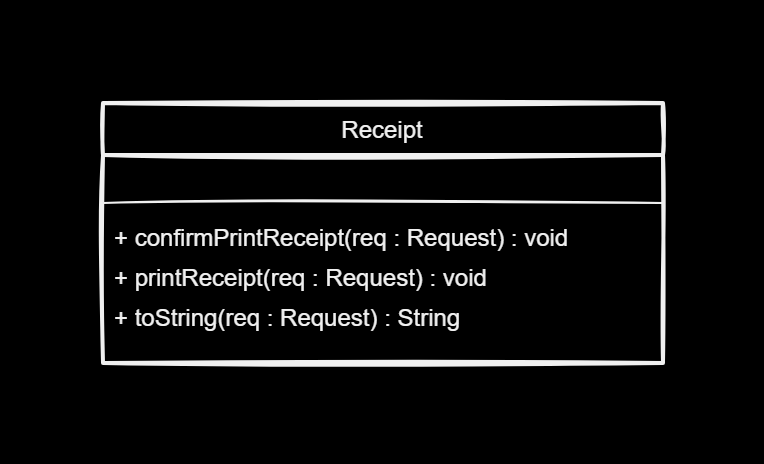 Receipt
+ confirmPrintReceipt(req : Request) : void
+ printReceipt(req : Request) : void
+ toString(req : Request) : String